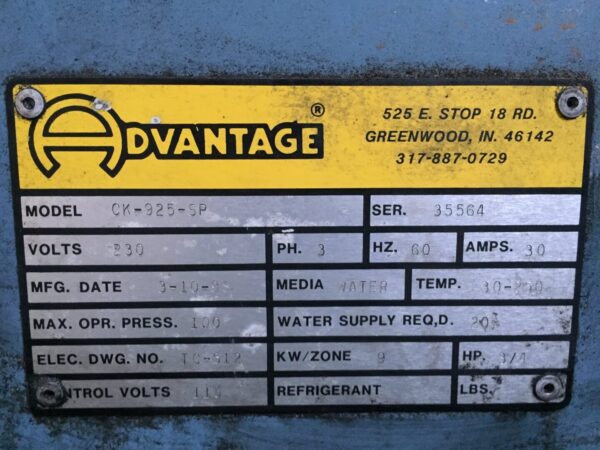 ADVANTAGE®
525 E. STOP 18 RD.
GREENWOOD, IN. 46142
317-887-0729
MODEL CK-925-SP SER. 35564
VOLTS 230 PH. 3 HZ. 60 AMPS. 30
MFG. DATE 3-10- MEDIA WATER TEMP.
MAX. OPR. PRESS. 100 WATER SUPPLY REQ,D.
ELEC. DWG. NO. KW/ZONE 9 HP. 3/4
NTROL VOLTS REFRIGERANT LBS.